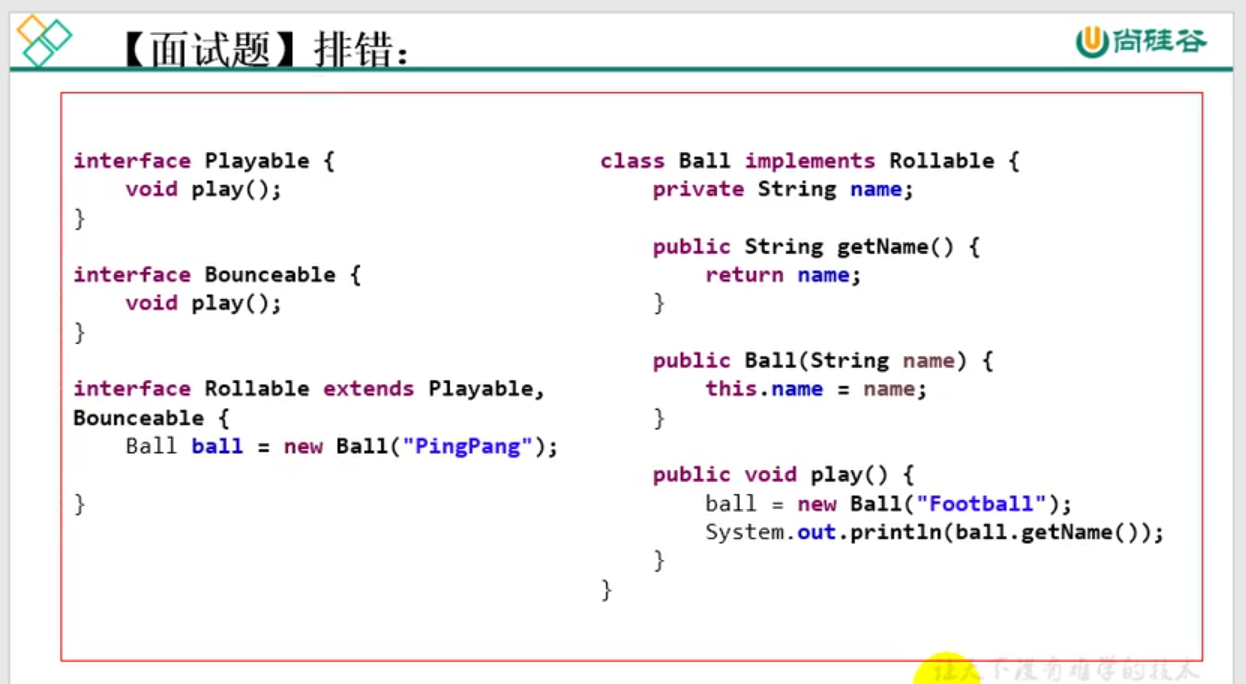 【面试题】排错:
尚硅谷
interface Playable {
    void play();
}
interface Bounceable {
    void play();
}
interface Rollable extends Playable,
Bounceable {
    Ball ball = new Ball("PingPang");
}
class Ball implements Rollable {
    private String name;
    public String getName() {
        return name;
    }
    public Ball(String name) {
        this.name = name;
    }
    public void play() {
        ball = new Ball("Football");
        System.out.println(ball.getName());
    }
}
让天下没有难学的技术